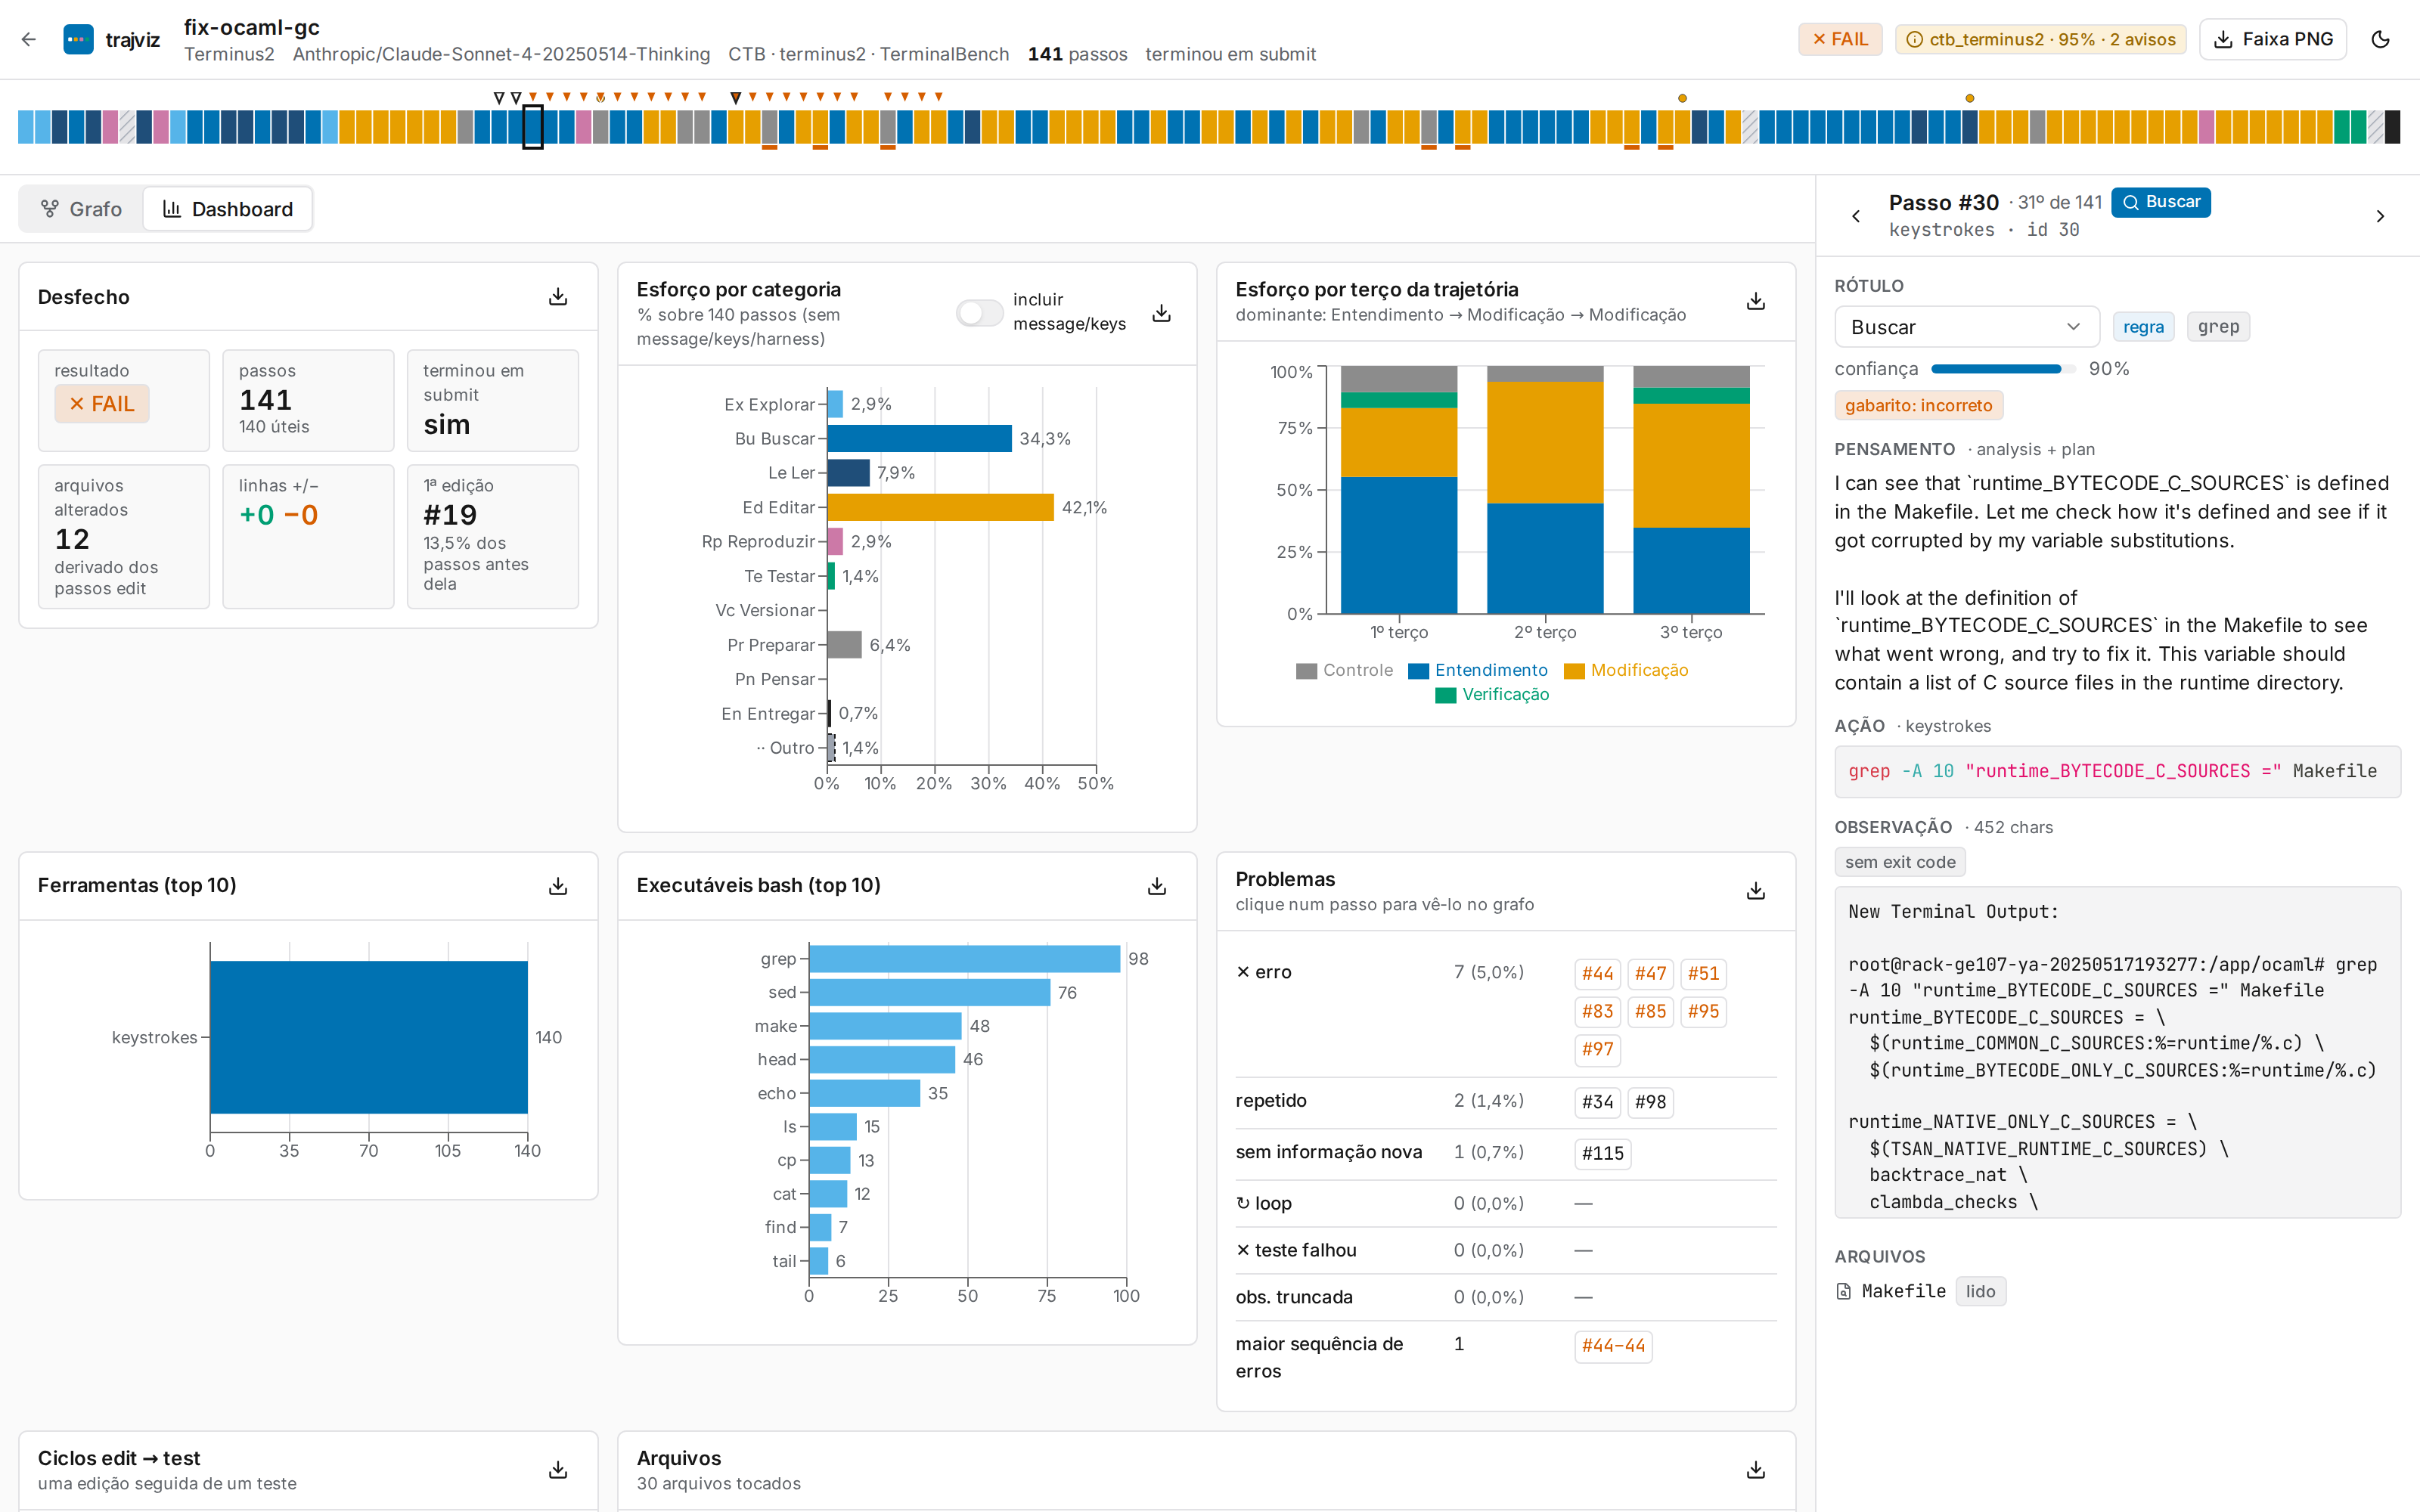 trajviz
fix-ocaml-gc
Terminus2 Anthropic/Claude-Sonnet-4-20250514-Thinking CTB · terminus2 · TerminalBench 141 passos terminou em submit
✕ FAIL
ctb_terminus2 · 95% · 2 avisos
Faixa PNG
Grafo
Dashboard
Desfecho
resultado
✕ FAIL
passos
141
140 úteis
terminou em
submit
sim
arquivos
alterados
12
derivado dos
passos edit
linhas +/−
+0 −0
1ª edição
#19
13,5% dos
passos antes
dela
Esforço por categoria
% sobre 140 passos (sem
message/keys/harness)
incluir
message/keys
Ex Explorar 2,9%
Bu Buscar 34,3%
Le Ler 7,9%
Ed Editar 42,1%
Rp Reproduzir 2,9%
Te Testar 1,4%
Vc Versionar
Pr Preparar 6,4%
Pn Pensar
En Entregar 0,7%
·· Outro 1,4%
0% 10% 20% 30% 40% 50%
Esforço por terço da trajetória
dominante: Entendimento → Modificação → Modificação
100%
75%
50%
25%
0%
1º terço 2º terço 3º terço
Controle Entendimento Modificação
Verificação
Ferramentas (top 10)
keystrokes 140
0 35 70 105 140
Executáveis bash (top 10)
grep 98
sed 76
make 48
head 46
echo 35
ls 15
cp 13
cat 12
find 7
tail 6
0 25 50 75 100
Problemas
clique num passo para vê-lo no grafo
✕ erro 7 (5,0%) #44 #47 #51
#83 #85 #95
#97
repetido 2 (1,4%) #34 #98
sem informação nova 1 (0,7%) #115
↻ loop 0 (0,0%) —
✕ teste falhou 0 (0,0%) —
obs. truncada 0 (0,0%) —
maior sequência de
erros
1 #44–44
Ciclos edit → test
uma edição seguida de um teste
Arquivos
30 arquivos tocados
Passo #30 · 31º de 141 Buscar
keystrokes · id 30
RÓTULO
Buscar regra grep
confiança 90%
gabarito: incorreto
PENSAMENTO · analysis + plan
I can see that `runtime_BYTECODE_C_SOURCES` is defined
in the Makefile. Let me check how it's defined and see if it
got corrupted by my variable substitutions.
I'll look at the definition of
`runtime_BYTECODE_C_SOURCES` in the Makefile to see
what went wrong, and try to fix it. This variable should
contain a list of C source files in the runtime directory.
AÇÃO · keystrokes
grep -A 10 "runtime_BYTECODE_C_SOURCES =" Makefile
OBSERVAÇÃO · 452 chars
sem exit code
New Terminal Output:
root@rack-ge107-ya-20250517193277:/app/ocaml# grep
-A 10 "runtime_BYTECODE_C_SOURCES =" Makefile
runtime_BYTECODE_C_SOURCES = \
$(runtime_COMMON_C_SOURCES:%=runtime/%.c) \
$(runtime_BYTECODE_ONLY_C_SOURCES:%=runtime/%.c)
runtime_NATIVE_ONLY_C_SOURCES = \
$(TSAN_NATIVE_RUNTIME_C_SOURCES) \
backtrace_nat \
clambda_checks \
ARQUIVOS
Makefile lido